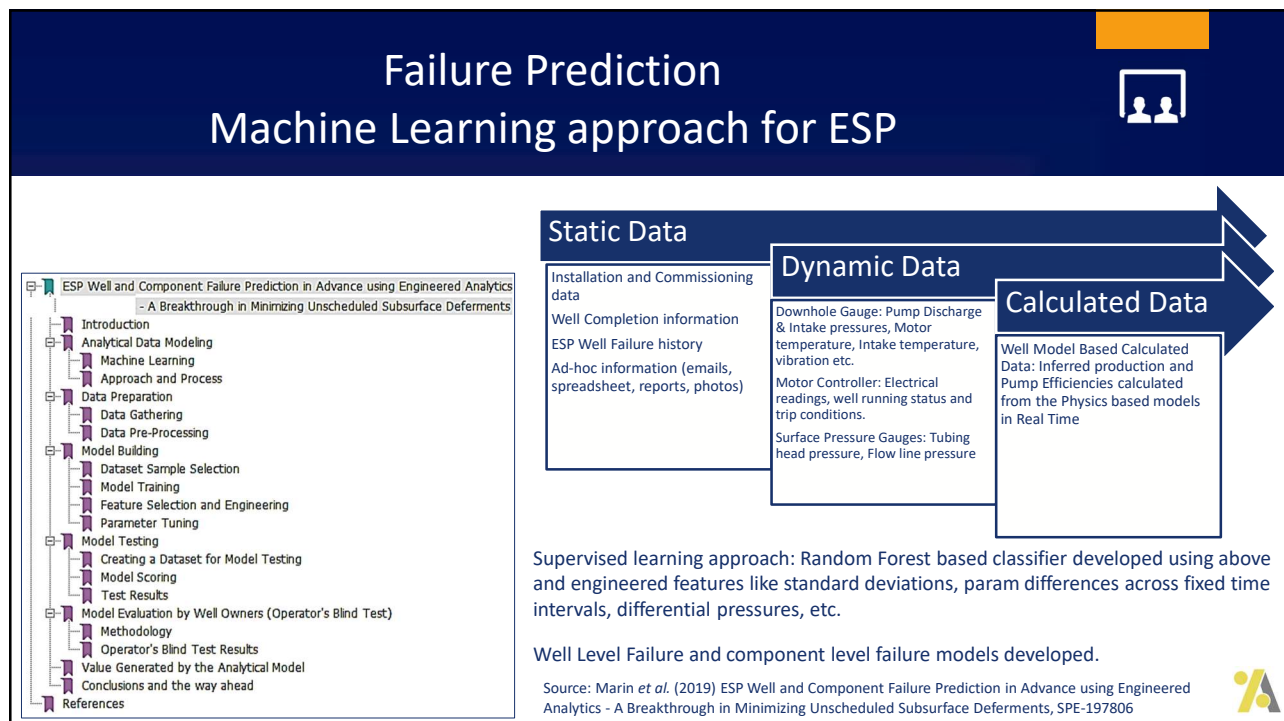 Failure Prediction
Machine Learning approach for ESP
ESP Well and Component Failure Prediction in Advance using Engineered Analytics
- A Breakthrough in Minimizing Unscheduled Subsurface Deferments
Introduction
Analytical Data Modeling
Machine Learning
Approach and Process
Data Preparation
Data Gathering
Data Pre-Processing
Model Building
Dataset Sample Selection
Model Training
Feature Selection and Engineering
Parameter Tuning
Model Testing
Creating a Dataset for Model Testing
Model Scoring
Test Results
Model Evaluation by Well Owners (Operator's Blind Test)
Methodology
Operator's Blind Test Results
Value Generated by the Analytical Model
Conclusions and the way ahead
References
Static Data
Installation and Commissioning
data
Well Completion information
ESP Well Failure history
Ad-hoc information (emails,
spreadsheet, reports, photos)
Dynamic Data
Downhole Gauge: Pump Discharge
& Intake pressures, Motor
temperature, Intake temperature,
vibration etc.
Motor Controller: Electrical
readings, well running status and
trip conditions.
Surface Pressure Gauges: Tubing
head pressure, Flow line pressure
Calculated Data
Well Model Based Calculated
Data: Inferred production and
Pump Efficiencies calculated
from the Physics based models
in Real Time
Supervised learning approach: Random Forest based classifier developed using above
and engineered features like standard deviations, param differences across fixed time
intervals, differential pressures, etc.
Well Level Failure and component level failure models developed.
Source: Marin et al. (2019) ESP Well and Component Failure Prediction in Advance using Engineered
Analytics - A Breakthrough in Minimizing Unscheduled Subsurface Deferments, SPE-197806